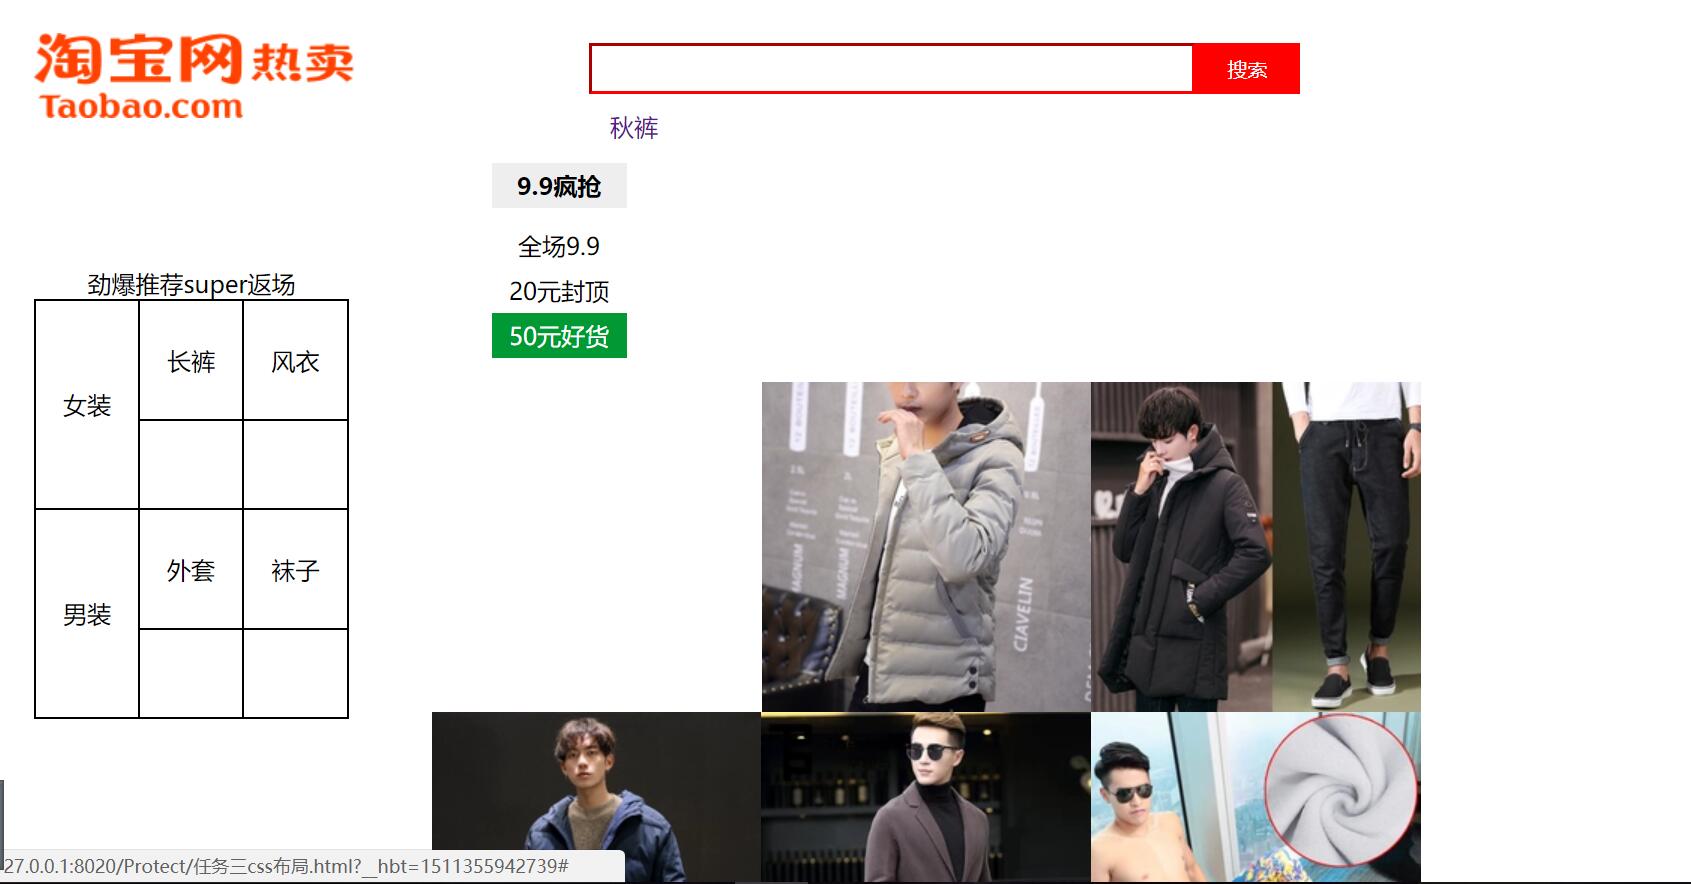 淘宝网热卖
Taobao.com
搜索
秋裤
9.9疯抢
全场9.9
20元封顶
50元好货
劲爆推荐super返场
女装
长裤
风衣
男装
外套
袜子
MAGNUM
MAGNUM
CIAVELIN
27.0.0.1:8020/Protect/任务三css布局.html?__hbt=1511355942739#